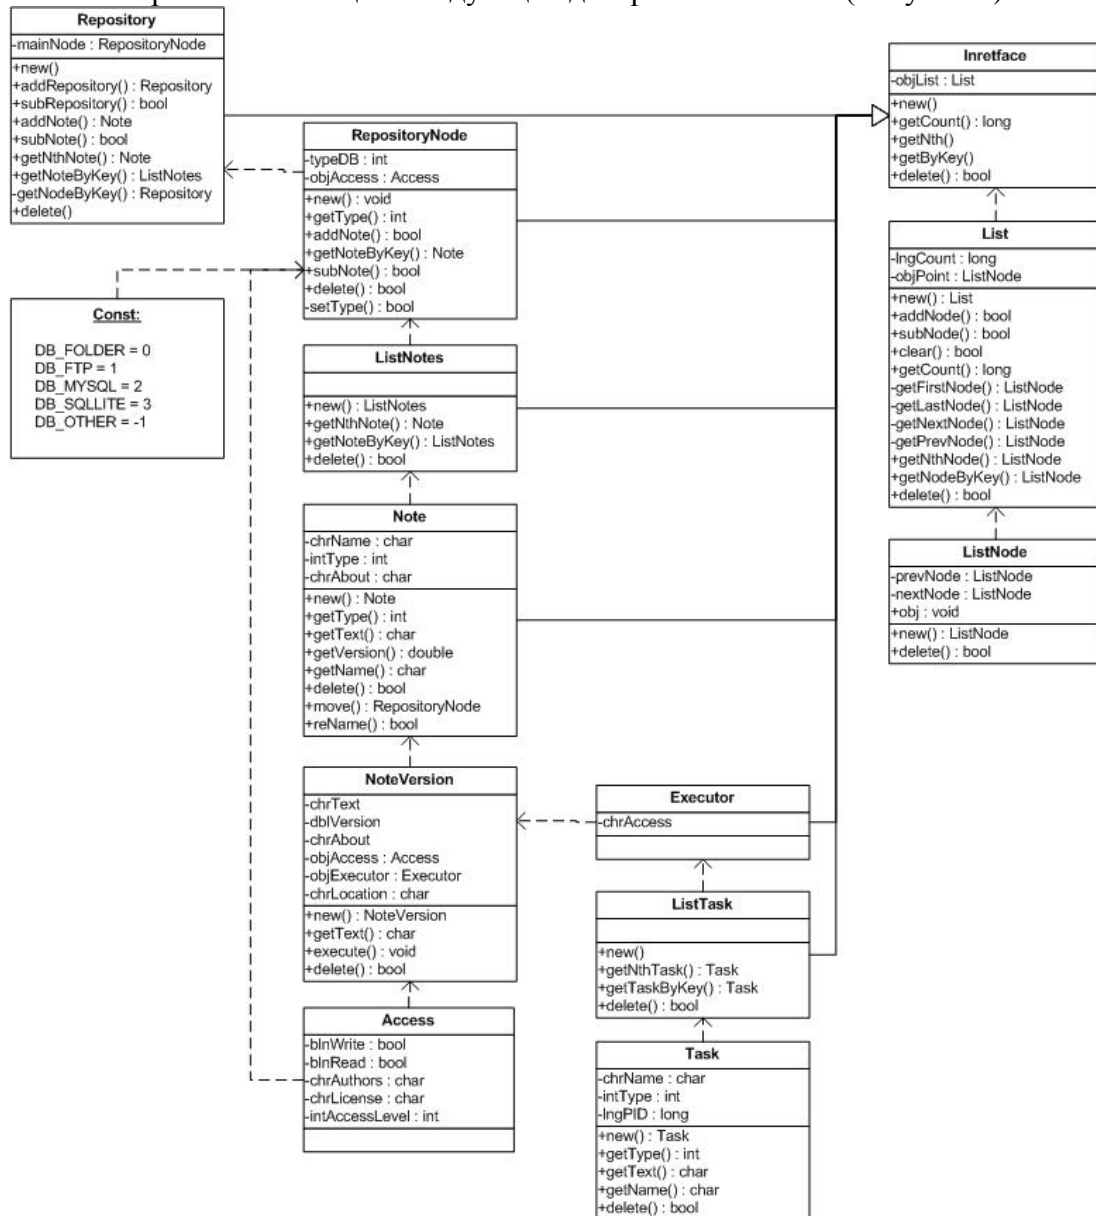 Repository
-mainNode : RepositoryNode
+new()
+addRepository() : Repository
+subRepository() : bool
+addNote() : Note
+subNote() : bool
+getNthNote() : Note
+getNoteByKey() : ListNotes
-getNodeByKey() : Repository
+delete()
Const:
DB_FOLDER = 0
DB_FTP = 1
DB_MYSQL = 2
DB_SQLLITE = 3
DB_OTHER = -1
RepositoryNode
-typeDB : int
-objAccess : Access
+new() : void
+getType() : int
+addNote() : bool
+getNoteByKey() : Note
+subNote() : bool
+delete() : bool
-setType() : bool
ListNotes
+new() : ListNotes
+getNthNote() : Note
+getNoteByKey() : ListNotes
+delete() : bool
Note
-chrName : char
-intType : int
-chrAbout : char
+new() : Note
+getType() : int
+getText() : char
+getVersion() : double
+getName() : char
+delete() : bool
+move() : RepositoryNode
+reName() : bool
NoteVersion
-chrText
-dblVersion
-chrAbout
-objAccess : Access
-objExecutor : Executor
-chrLocation : char
+new() : NoteVersion
+getText() : char
+execute() : void
+delete() : bool
Access
-blnWrite : bool
-blnRead : bool
-chrAuthors : char
-chrLicense : char
-intAccessLevel : int
Executor
-chrAccess
ListTask
+new()
+getNthTask() : Task
+getTaskByKey() : Task
+delete() : bool
Task
-chrName : char
-intType : int
-lngPID : long
+new() : Task
+getType() : int
+getText() : char
+getName() : char
+delete() : bool
Inretface
-objList : List
+new()
+getCount() : long
+getNth()
+getByKey()
+delete() : bool
List
-lngCount : long
-objPoint : ListNode
+new() : List
+addNode() : bool
+subNode() : bool
+clear() : bool
+getCount() : long
-getFirstNode() : ListNode
-getLastNode() : ListNode
-getNextNode() : ListNode
-getPrevNode() : ListNode
+getNthNode() : ListNode
+getNodeByKey() : ListNode
+delete() : bool
ListNode
-prevNode : ListNode
-nextNode : ListNode
+obj : void
+new() : ListNode
+delete() : bool